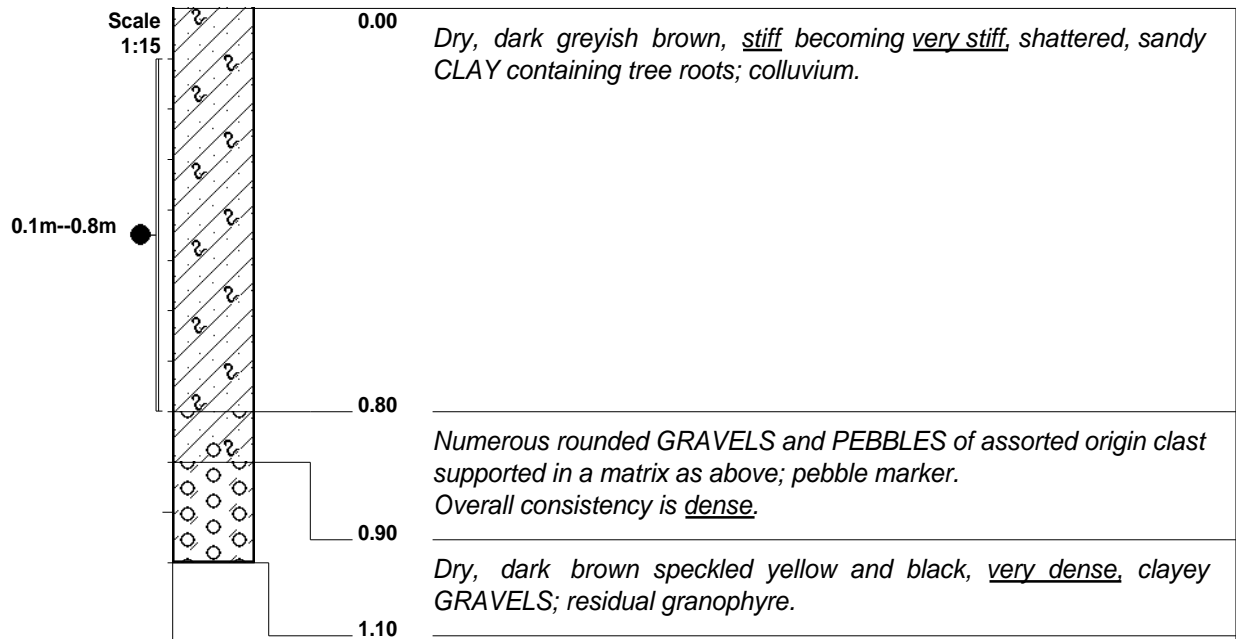 Scale
1:15
0.00
Dry, dark greyish brown, stiff becoming very stiff, shattered, sandy
CLAY containing tree roots; colluvium.
0.1m--0.8m
0.80
Numerous rounded GRAVELS and PEBBLES of assorted origin clast
supported in a matrix as above; pebble marker.
Overall consistency is dense.
0.90
Dry, dark brown speckled yellow and black, very dense, clayey
GRAVELS; residual granophyre.
1.10